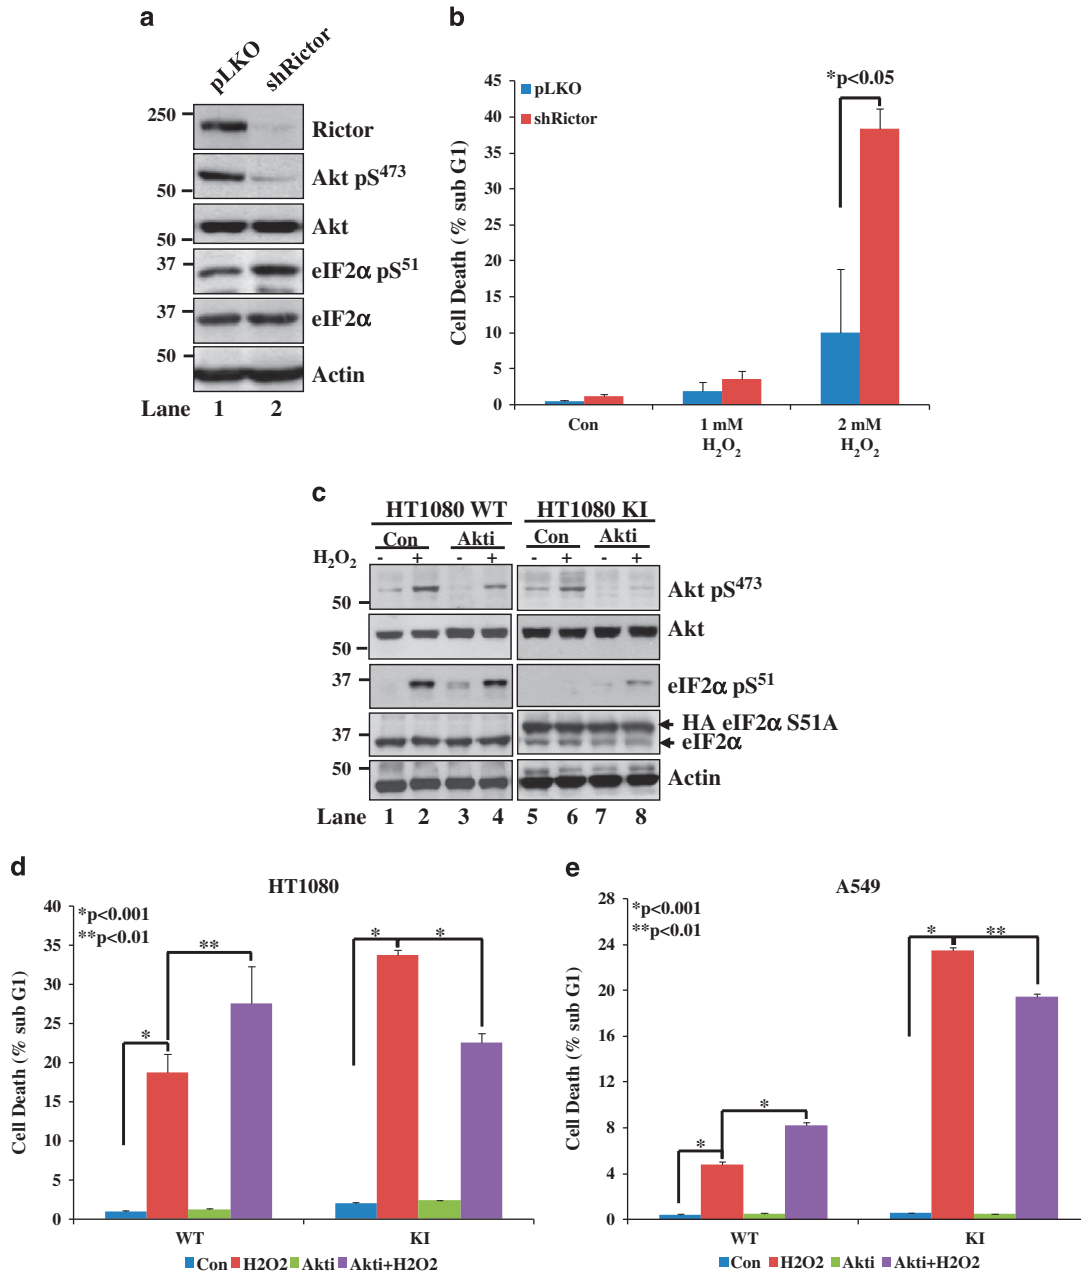 a
pLKO
shRictor
250
Rictor
Akt pS473
50
Akt
50
37
eIF2α pS51
37
eIF2α
50
Actin
Lane 1 2
b
45
40
35
30
25
20
15
10
5
0
Cell Death (% sub G1)
pLKO
shRictor
*p<0.05
Con
1 mM H2O2
2 mM H2O2
c
HT1080 WT
HT1080 KI
Con Akti Con Akti
H2O2 - + - + - + - +
50
Akt pS473
Akt
50
37
eIF2α pS51
HA eIF2α S51A
37
eIF2α
50
Actin
Lane 1 2 3 4 5 6 7 8
d
HT1080
*p<0.001
**p<0.01
40
35
30
25
20
15
10
5
0
Cell Death (% sub G1)
*
**
*
*
WT
KI
Con H2O2 Akti Akti+H2O2
e
A549
*p<0.001
**p<0.01
28
24
20
16
12
8
4
0
Cell Death (% sub G1)
*
*
*
**
WT
KI
Con H2O2 Akti Akti+H2O2